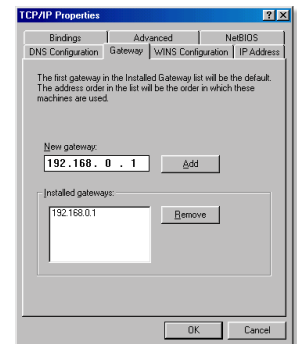 TCP/IP Properties
Bindings Advanced NetBIOS
DNS Configuration Gateway WINS Configuration IP Address
The first gateway in the Installed Gateway list will be the default.
The address order in the list will be the order in which these
machines are used.
New gateway:
192.168. 0 . 1 Add
Installed gateways:
192.168.0.1 Remove
OK Cancel